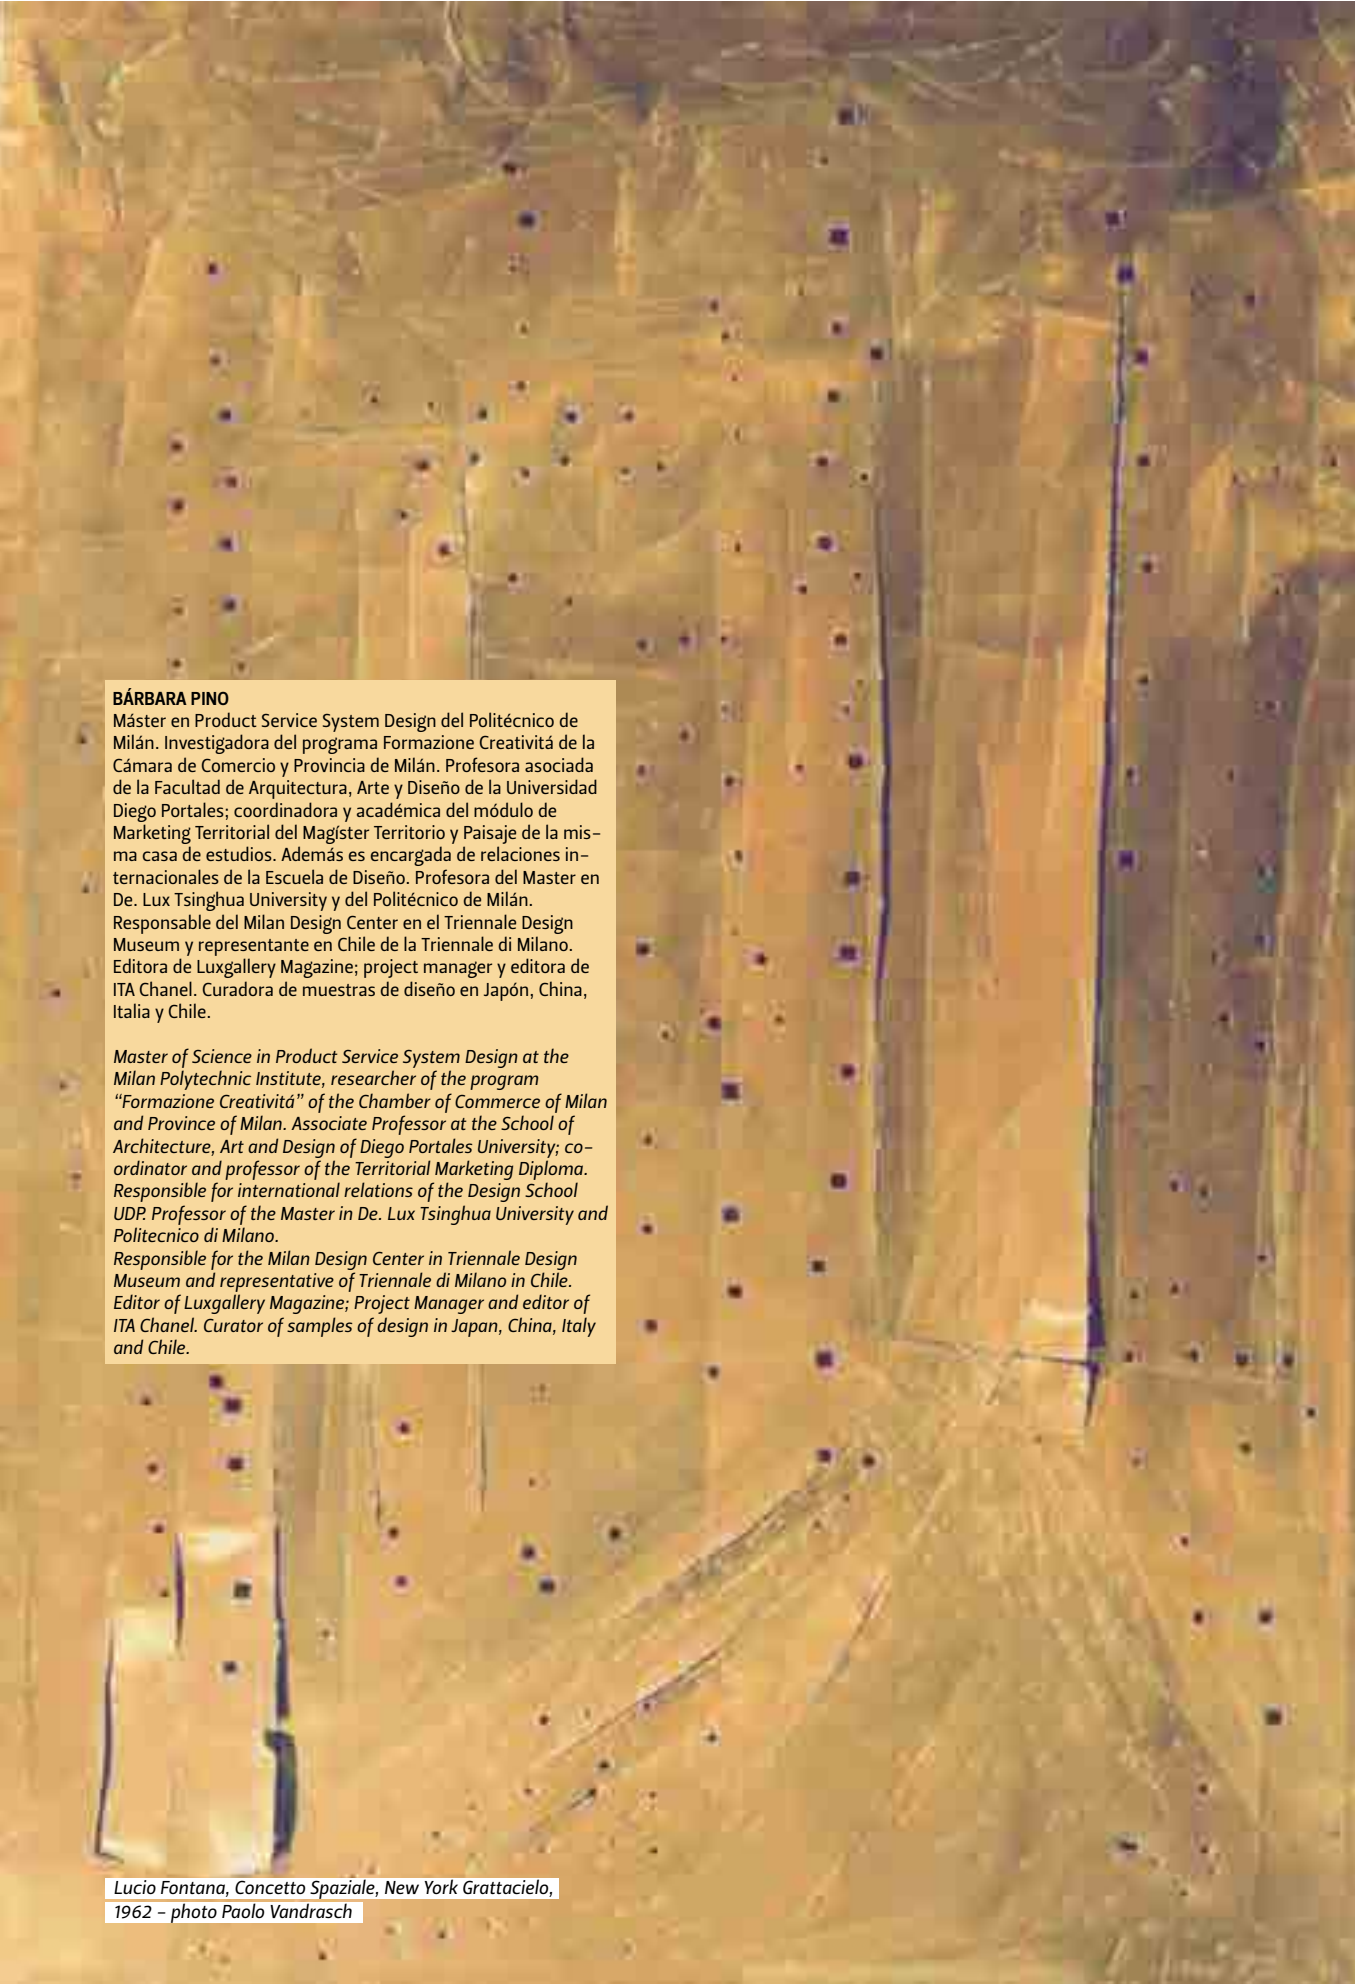 BÁRBARA PINO
Máster en Product Service System Design del Politécnico de
Milán. Investigadora del programa Formazione Creativitá de la
Cámara de Comercio y Provincia de Milán. Profesora asociada
de la Facultad de Arquitectura, Arte y Diseño de la Universidad
Diego Portales; coordinadora y académica del módulo de
Marketing Territorial del Magíster Territorio y Paisaje de la mis-
ma casa de estudios. Además es encargada de relaciones in-
ternacionales de la Escuela de Diseño. Profesora del Master en
De. Lux Tsinghua University y del Politécnico de Milán.
Responsable del Milan Design Center en el Triennale Design
Museum y representante en Chile de la Triennale di Milano.
Editora de Luxgallery Magazine; project manager y editora de
ITA Chanel. Curadora de muestras de diseño en Japón, China,
Italia y Chile.
Master of Science in Product Service System Design at the
Milan Polytechnic Institute, researcher of the program
“Formazione Creativitá” of the Chamber of Commerce of Milan
and Province of Milan. Associate Professor at the School of
Architecture, Art and Design of Diego Portales University; co-
ordinator and professor of the Territorial Marketing Diploma.
Responsible for international relations of the Design School
UDP. Professor of the Master in De. Lux Tsinghua University and
Politecnico di Milano.
Responsible for the Milan Design Center in Triennale Design
Museum and representative of Triennale di Milano in Chile.
Editor of Luxgallery Magazine; Project Manager and editor of
ITA Chanel. Curator of samples of design in Japan, China, Italy
and Chile.
Lucio Fontana, Concetto Spaziale, New York Grattacielo,
1962 – photo Paolo Vandrasch